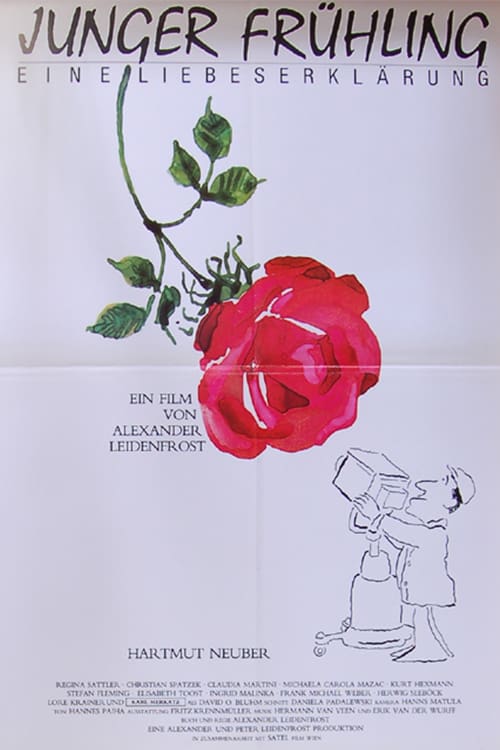 JUNGER FRÜHLING
EINE LIEBESERKLÄRUNG
EIN FILM
VON
ALEXANDER
LEIDENFROST
HARTMUT NEUBER
REGINA SATTLER · CHRISTIAN SPATZEK · CLAUDIA MARTINI · MICHAELA CAROLA MAZAC · KURT HEXMANN
STEFAN FLEMING · ELISABETH TOOST · INGRID MALINKA · FRANK MICHAEL WEBER · HERWIG SEEBÖCK
LORE KRAINER UND KARL MERKATZ ALS DAVID O. BLUHM SCHNITT DANIELA PADALEWSKI KAMERA HANNS MATULA
TON HANNES PASHA AUSSTATTUNG FRITZ KRENNMÜLLER MUSIK HERMANN VAN VEEN UND ERIK VAN DER WURFF
BUCH UND REGIE ALEXANDER LEIDENFROST
EINE ALEXANDER UND PETER LEIDENFROST PRODUKTION
IN ZUSAMMENARBEIT MIT SATEL FILM WIEN